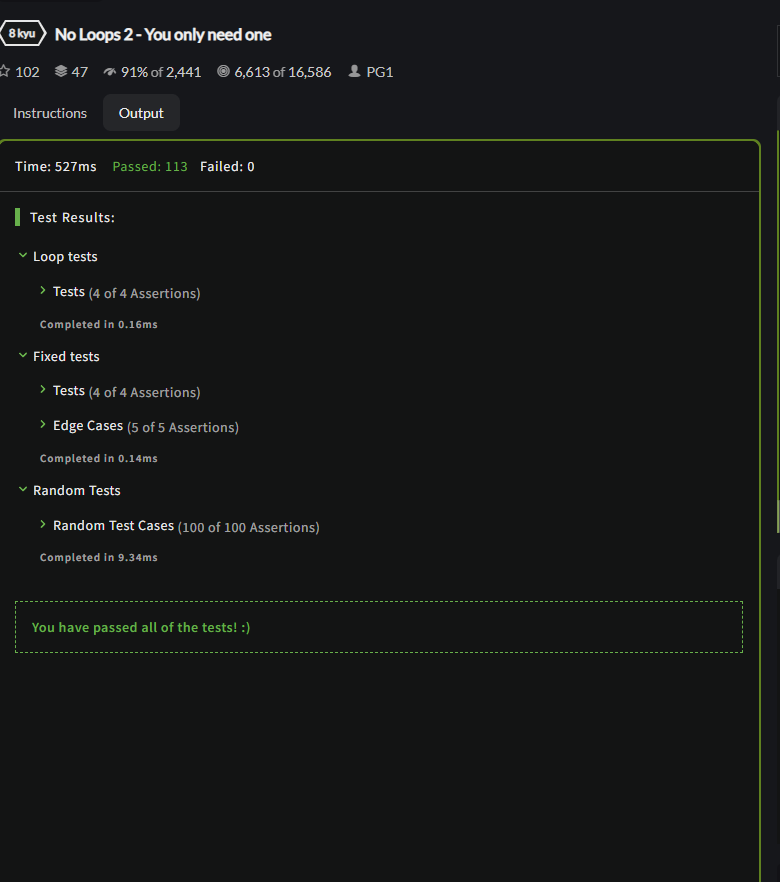 8 kyu No Loops 2 - You only need one
102 47 91% of 2,441 6,613 of 16,586 PG1
Instructions Output
Time: 527ms Passed: 113 Failed: 0
Test Results:
Loop tests
Tests (4 of 4 Assertions)
Completed in 0.16ms
Fixed tests
Tests (4 of 4 Assertions)
Edge Cases (5 of 5 Assertions)
Completed in 0.14ms
Random Tests
Random Test Cases (100 of 100 Assertions)
Completed in 9.34ms
You have passed all of the tests! :)